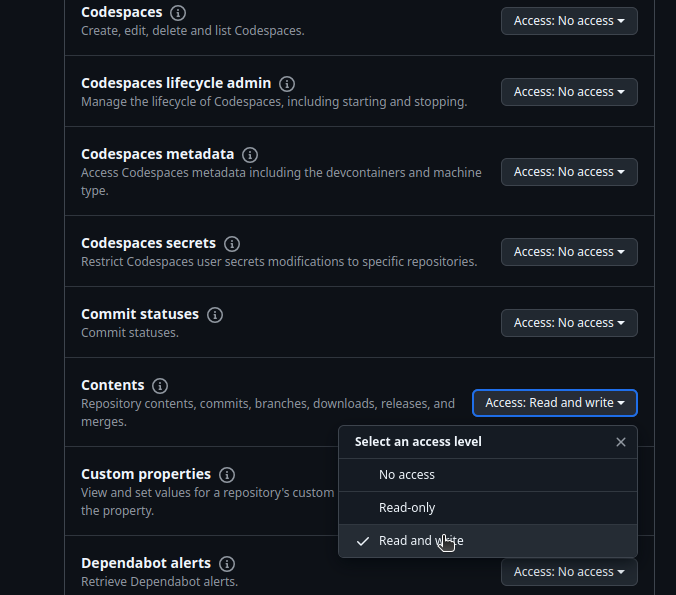 Codespaces
Create, edit, delete and list Codespaces.
Access: No access
Codespaces lifecycle admin
Manage the lifecycle of Codespaces, including starting and stopping.
Access: No access
Codespaces metadata
Access Codespaces metadata including the devcontainers and machine
type.
Access: No access
Codespaces secrets
Restrict Codespaces user secrets modifications to specific repositories.
Access: No access
Commit statuses
Commit statuses.
Access: No access
Contents
Repository contents, commits, branches, downloads, releases, and
merges.
Access: Read and write
Select an access level
No access
Read-only
Read and write
Custom properties
View and set values for a repository's custom
the property.
Dependabot alerts
Retrieve Dependabot alerts.
Access: No access